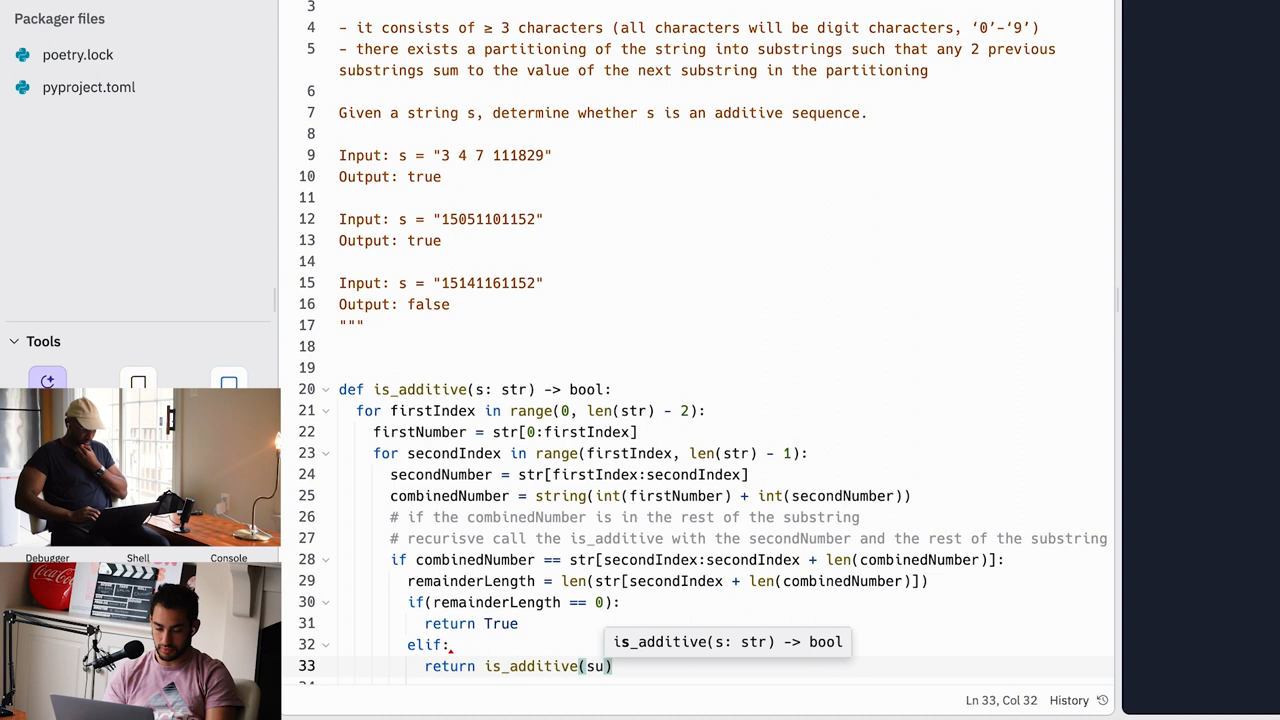 Packager files
poetry.lock
pyproject.toml
Tools
Debugger
Shell
Console
Coca-Cola
3
4 - it consists of ≥ 3 characters (all characters will be digit characters, ‘0’-‘9’)
5 - there exists a partitioning of the string into substrings such that any 2 previous
substrings sum to the value of the next substring in the partitioning
6
7 Given a string s, determine whether s is an additive sequence.
8
9 Input: s = "3 4 7 111829"
10 Output: true
11
12 Input: s = "15051101152"
13 Output: true
14
15 Input: s = "15141161152"
16 Output: false
17 """
18
19
20 def is_additive(s: str) -> bool:
21 for firstIndex in range(0, len(str) - 2):
22 firstNumber = str[0:firstIndex]
23 for secondIndex in range(firstIndex, len(str) - 1):
24 secondNumber = str[firstIndex:secondIndex]
25 combinedNumber = string(int(firstNumber) + int(secondNumber))
26 # if the combinedNumber is in the rest of the substring
27 # recurisve call the is_additive with the secondNumber and the rest of the substring
28 if combinedNumber == str[secondIndex:secondIndex + len(combinedNumber)]:
29 remainderLength = len(str[secondIndex + len(combinedNumber)])
30 if(remainderLength == 0):
31 return True
is_additive(s: str) -> bool
32 elif:
33 return is_additive(su)
Ln 33, Col 32 History